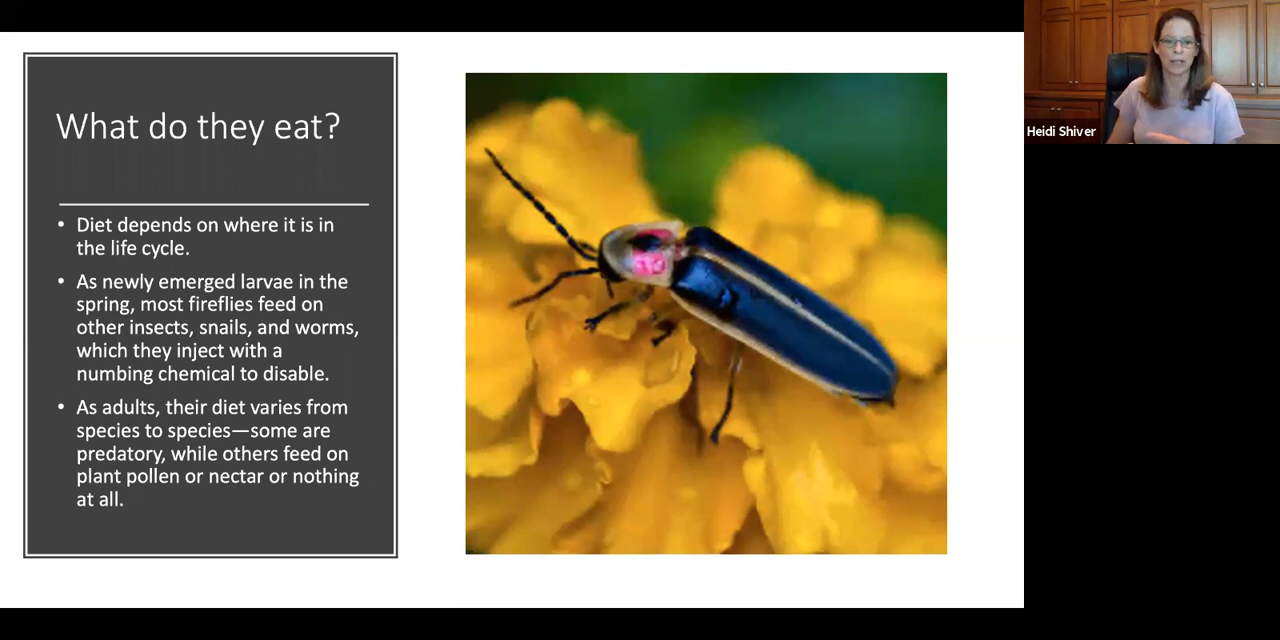 What do they eat?
• Diet depends on where it is in
the life cycle.
• As newly emerged larvae in the
spring, most fireflies feed on
other insects, snails, and worms,
which they inject with a
numbing chemical to disable.
• As adults, their diet varies from
species to species—some are
predatory, while others feed on
plant pollen or nectar or nothing
at all.
Heidi Shiver